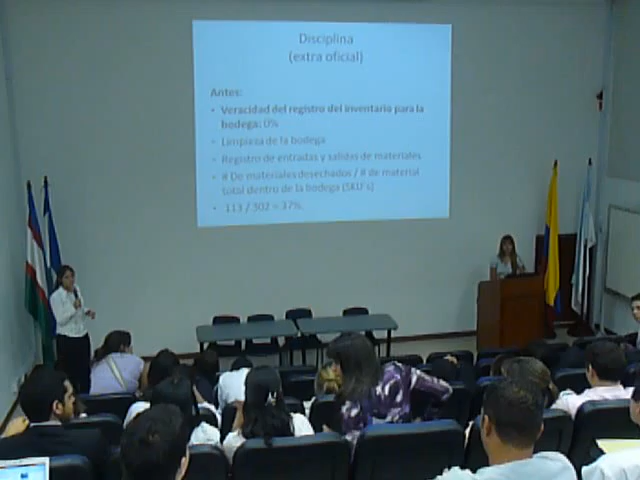 Disciplina
(extra oficial)
Antes:
• Veracidad del registro del inventario para la
bodega: 0%
• Limpieza de la bodega
• Registro de entradas y salidas de materiales
• # De materiales desechados / # de material
total dentro de la bodega (SKU's)
• 113 / 302 = 37%